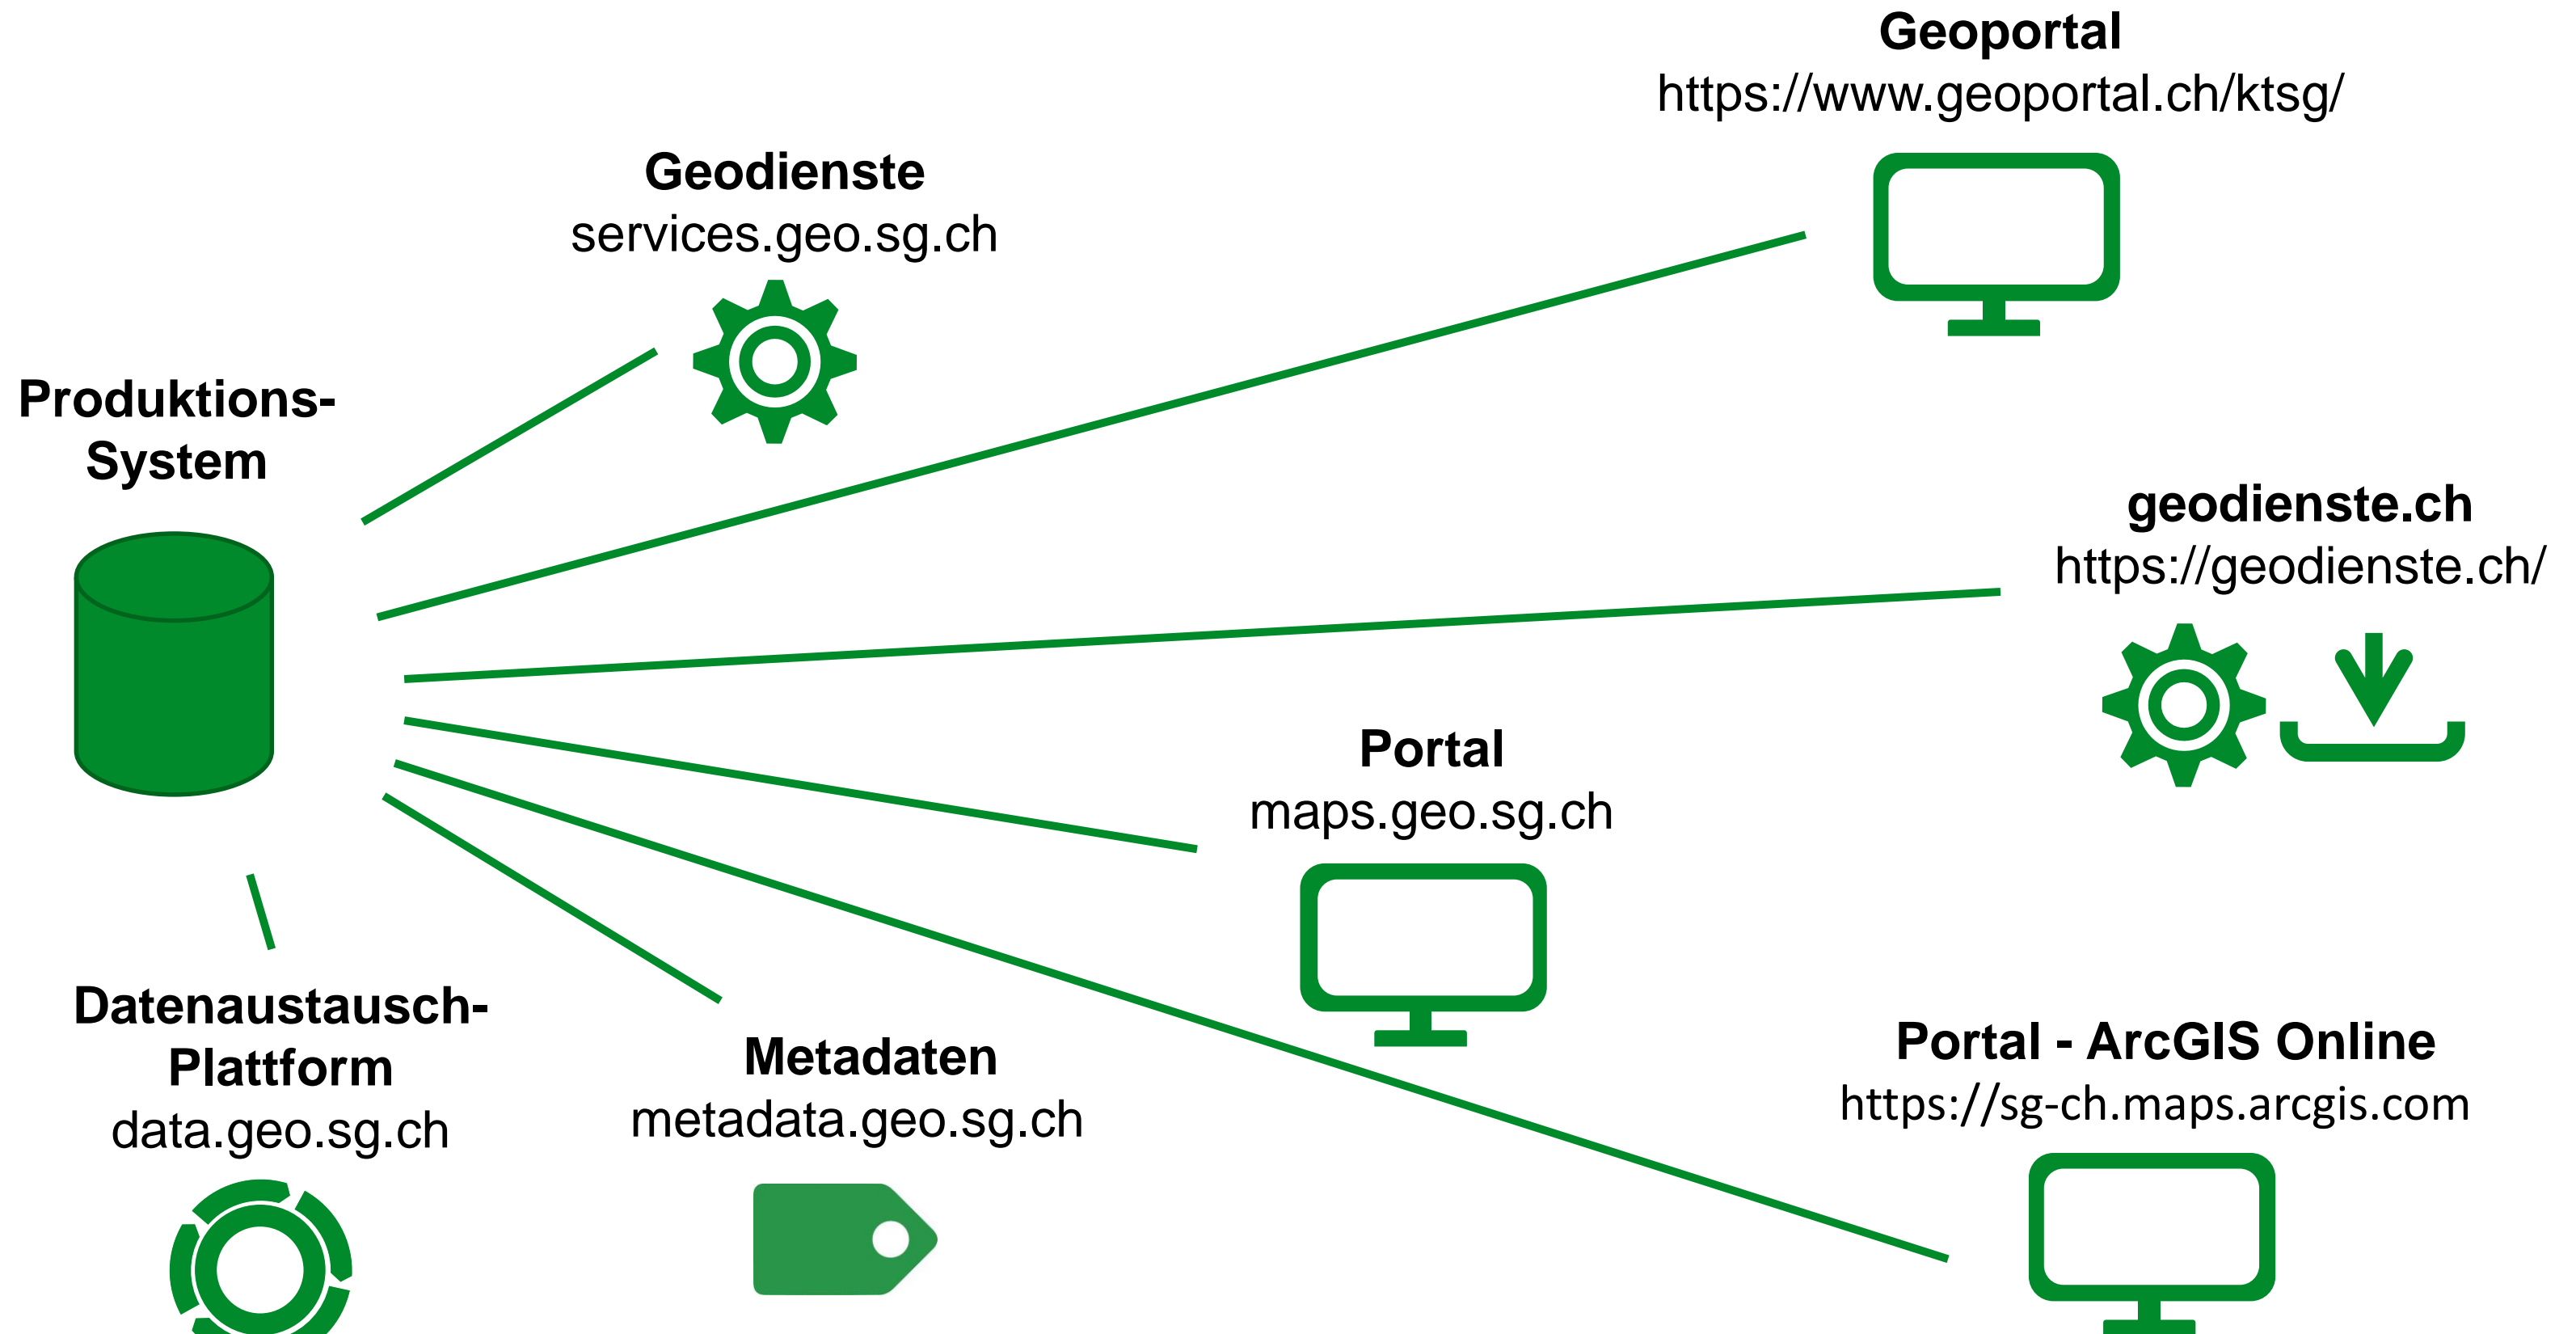 Geoportal
https://www.geoportal.ch/ktsg/
Geodienste
services.geo.sg.ch
Produktions-
System
geodienste.ch
https://geodienste.ch/
Portal
maps.geo.sg.ch
Datenaustausch-
Plattform
data.geo.sg.ch
Metadaten
metadata.geo.sg.ch
Portal - ArcGIS Online
https://sg-ch.maps.arcgis.com